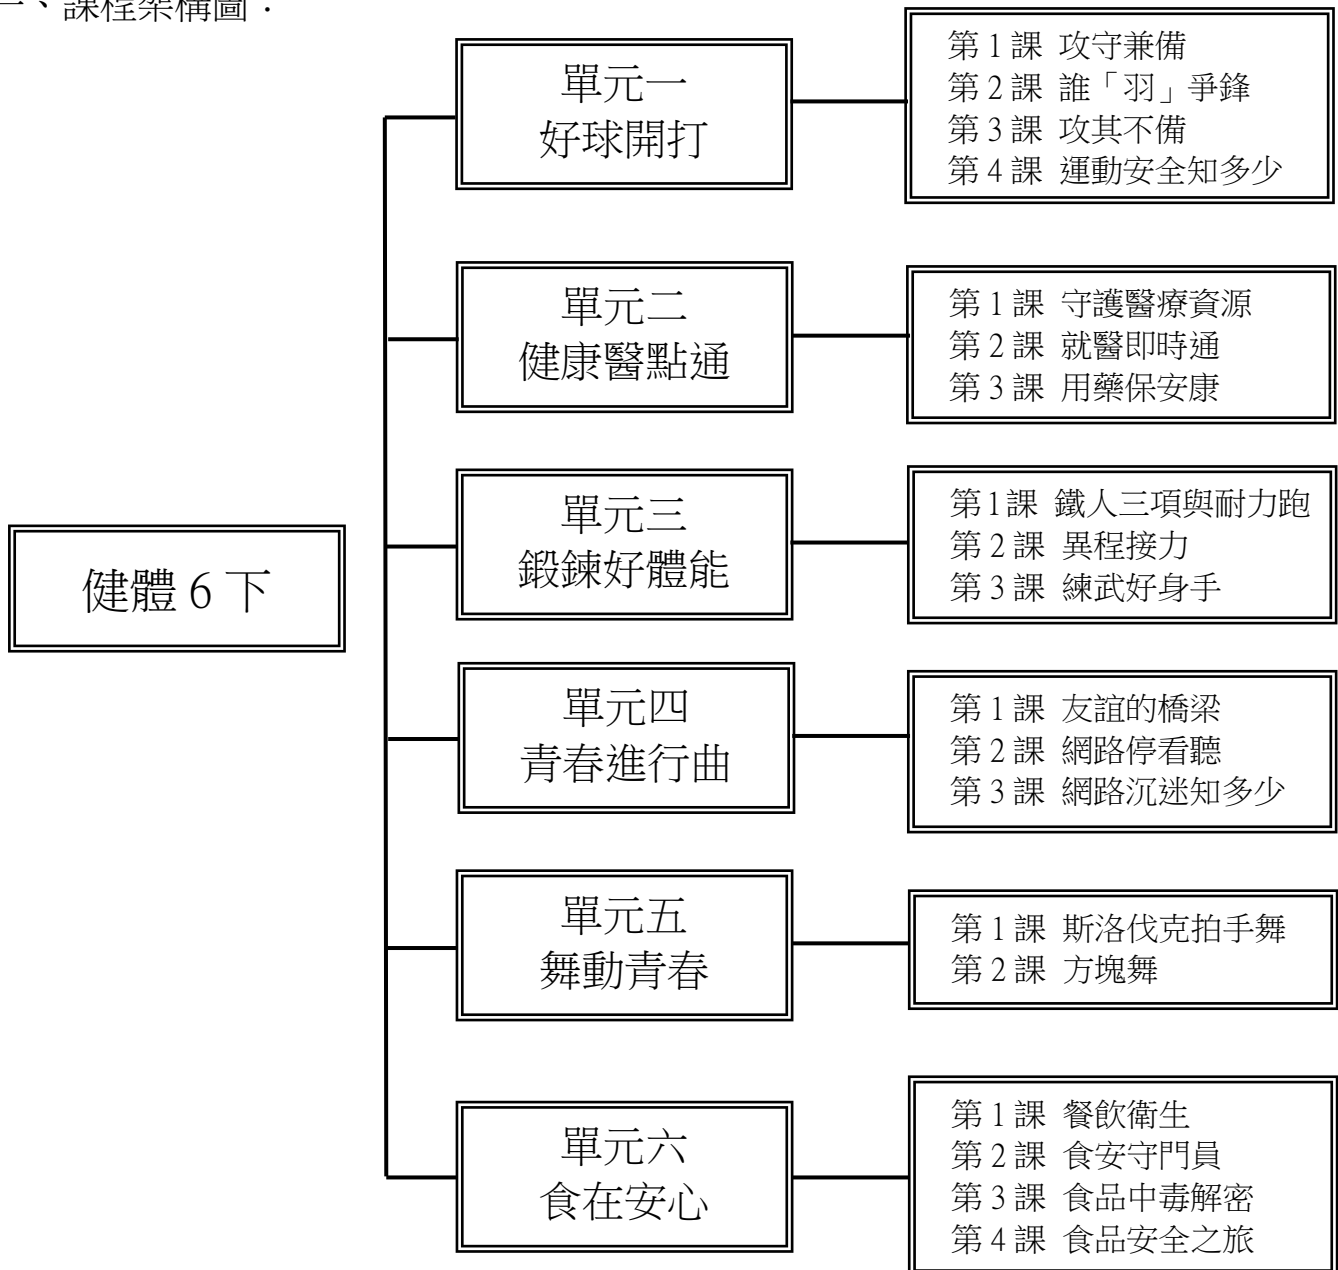 一、課程架構圖：
健體 6 下
單元一
好球開打
第 1 課 攻守兼備
第 2 課 誰「羽」爭鋒
第 3 課 攻其不備
第 4 課 運動安全知多少
單元二
健康醫點通
第 1 課 守護醫療資源
第 2 課 就醫即時通
第 3 課 用藥保安康
單元三
鍛鍊好體能
第 1 課 鐵人三項與耐力跑
第 2 課 異程接力
第 3 課 練武好身手
單元四
青春進行曲
第 1 課 友誼的橋梁
第 2 課 網路停看聽
第 3 課 網路沉迷知多少
單元五
舞動青春
第 1 課 斯洛伐克拍手舞
第 2 課 方塊舞
單元六
食在安心
第 1 課 餐飲衛生
第 2 課 食安守門員
第 3 課 食品中毒解密
第 4 課 食品安全之旅